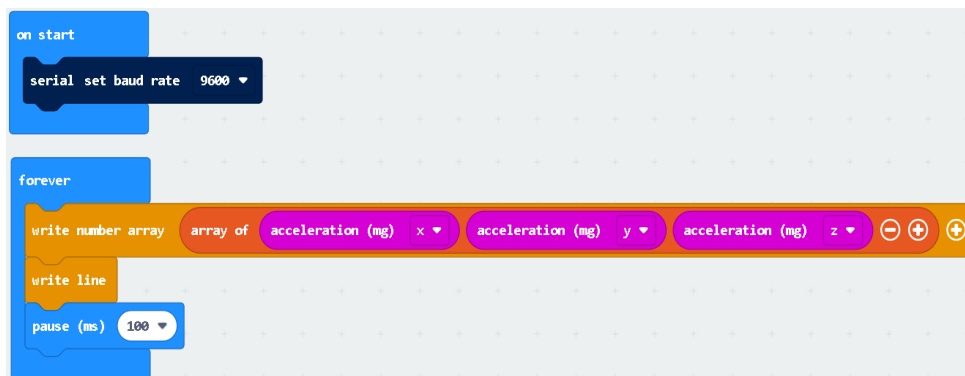 on start
serial set baud rate 9600
forever
write number array array of acceleration (mg) x acceleration (mg) y acceleration (mg) z
write line
pause (ms) 100